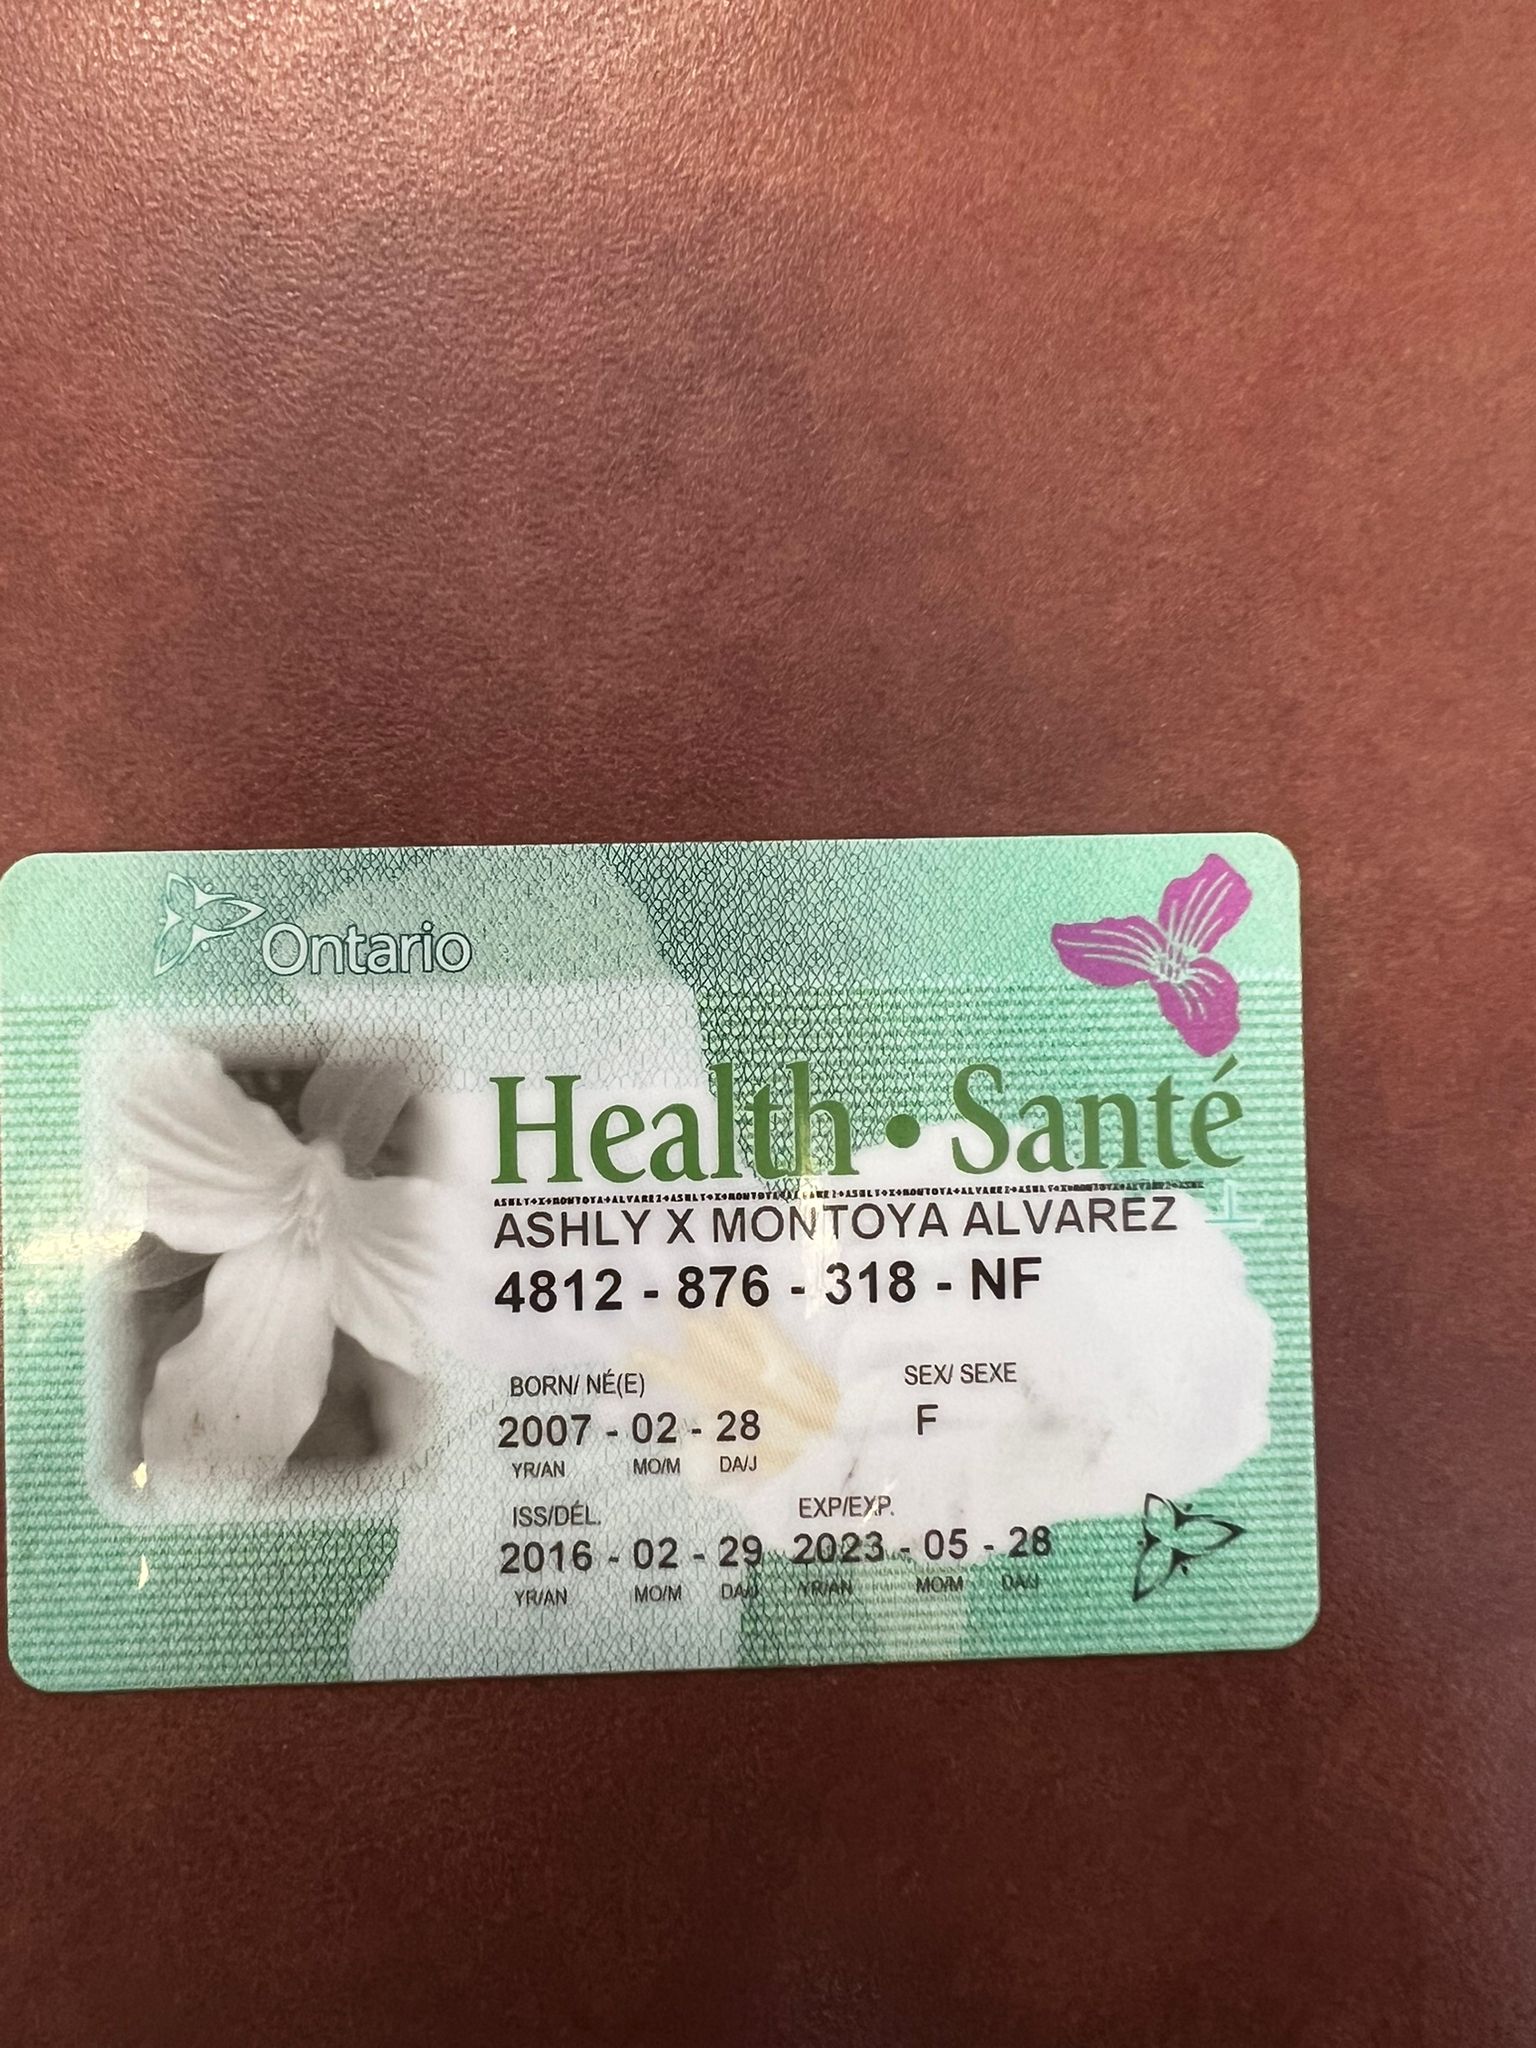 Ontario
Health • Santé
ASHLY X MONTOYA ALVAREZ
4812 - 876 - 318 - NF
BORN/ NÉ(E) SEX/ SEXE
2007 - 02 - 28 F
YR/AN MO/M DA/J
ISS/DÉL. EXP/EXP.
2016 - 02 - 29 2023 - 05 - 28
YR/AN MO/M DA/J YR/AN MO/M DA/J